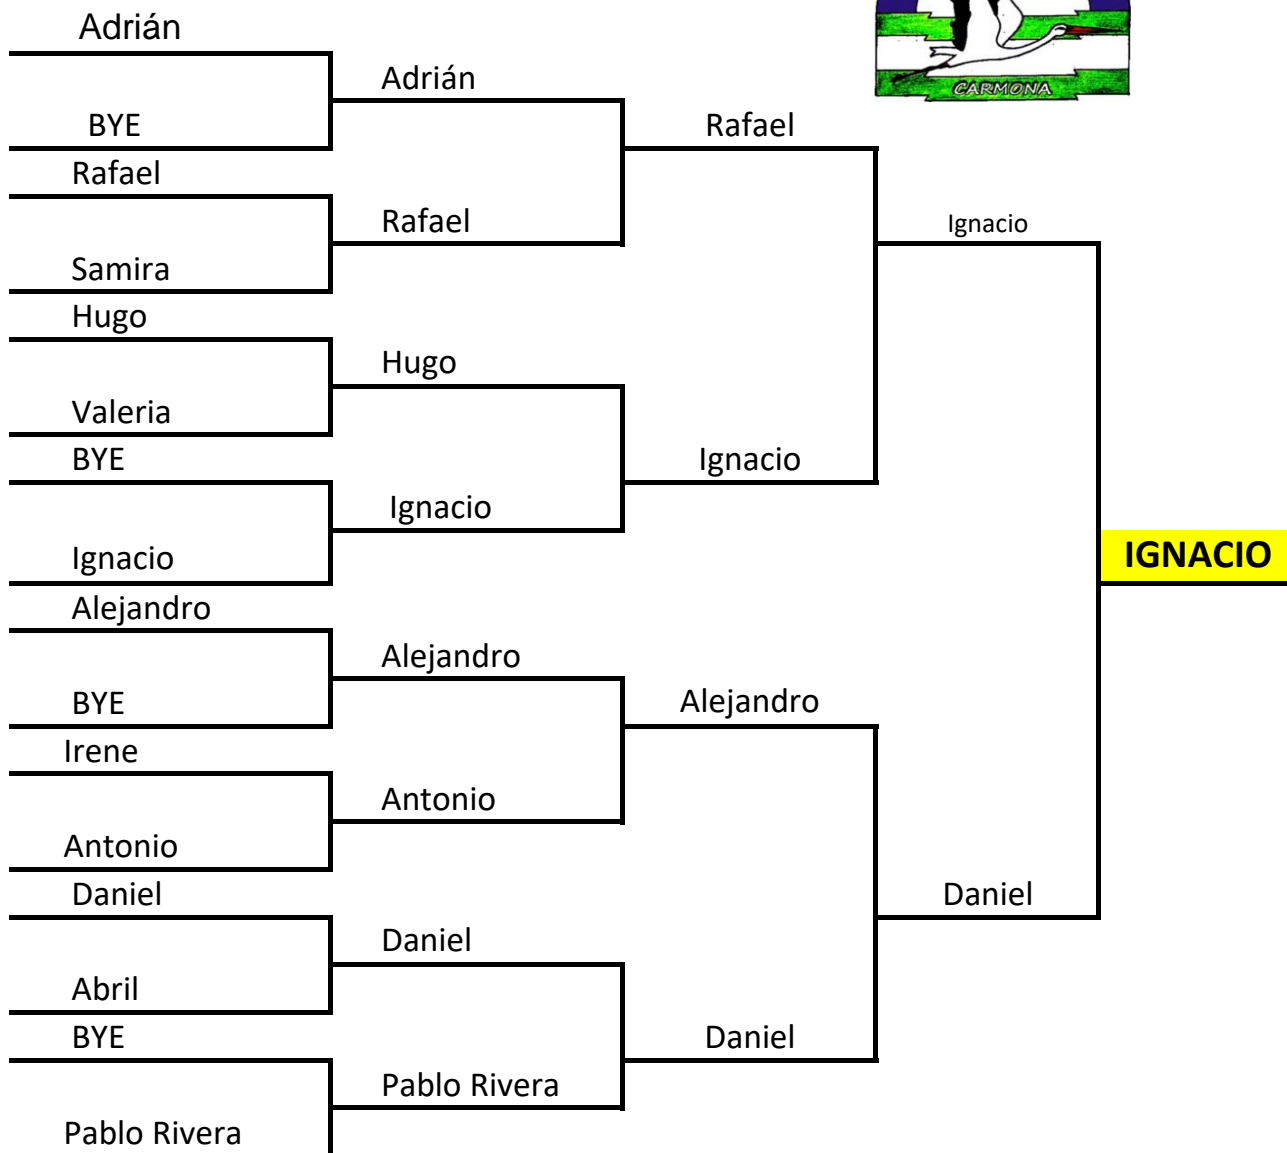 Adrián
BYE
Rafael
Samira
Hugo
Valeria
BYE
Ignacio
Alejandro
BYE
Irene
Antonio
Daniel
Abril
BYE
Pablo Rivera
Adrián
Rafael
Hugo
Ignacio
Alejandro
Antonio
Daniel
Pablo Rivera
Rafael
Ignacio
Alejandro
Daniel
Ignacio
Daniel
IGNACIO
CARMONA